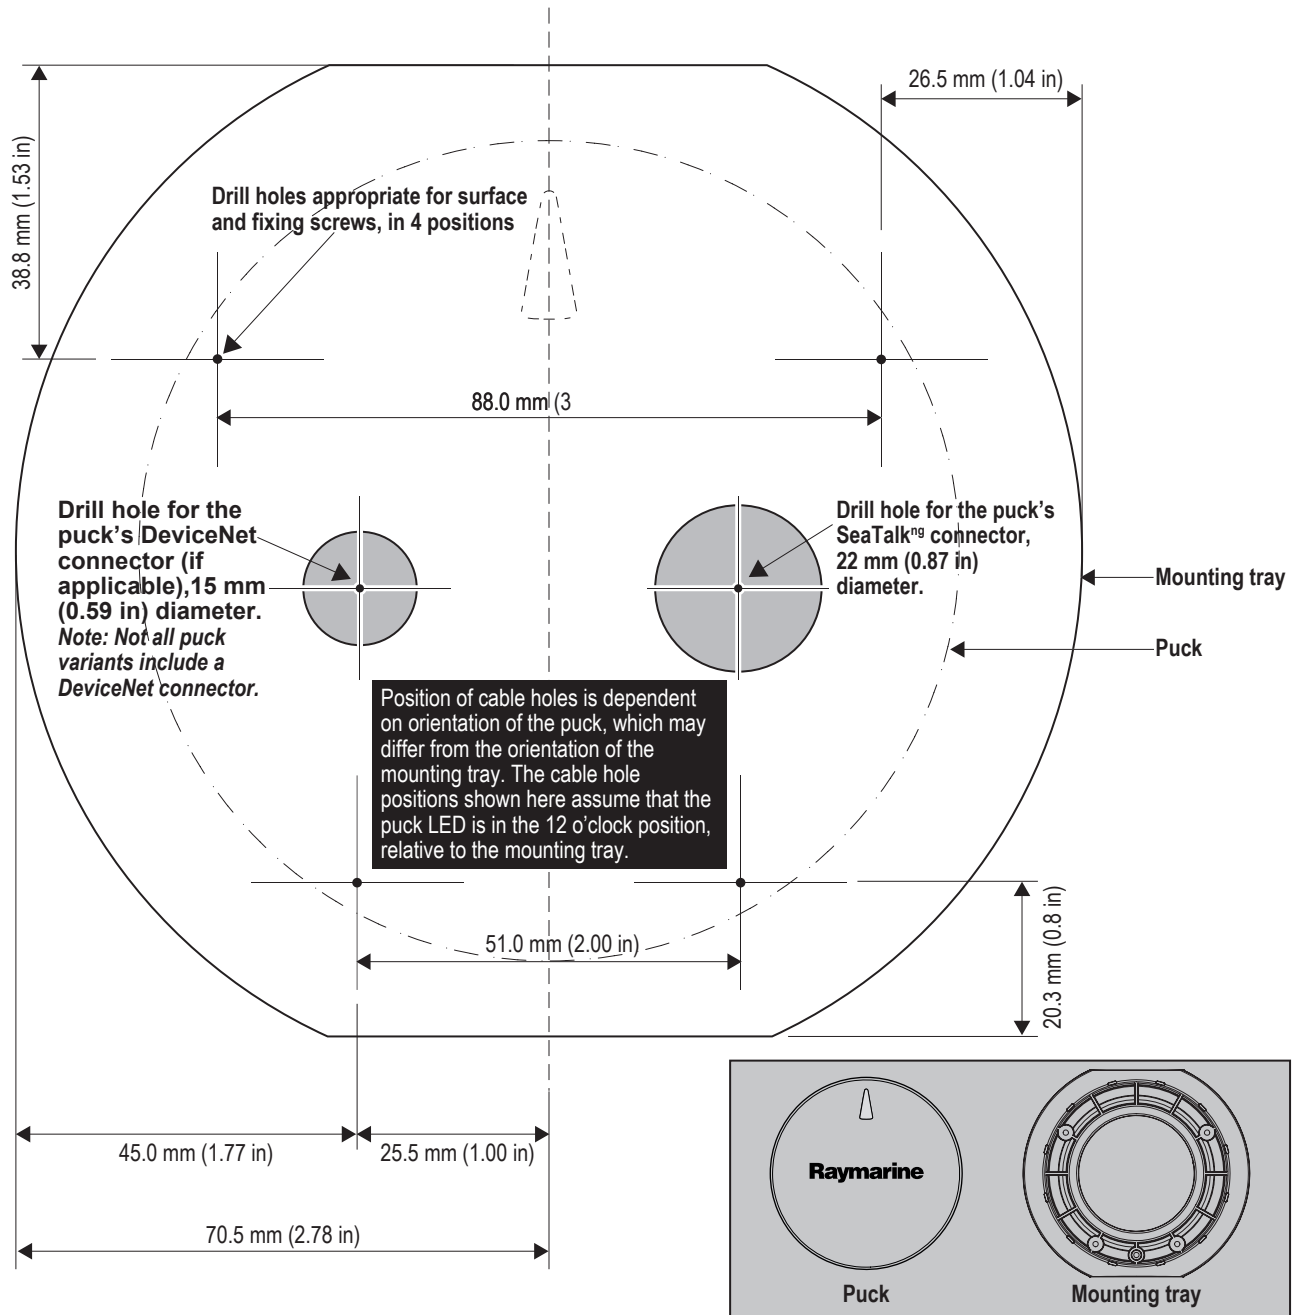 26.5 mm (1.04 in)
38.8 mm (1.53 in)
Drill holes appropriate for surface
and fixing screws, in 4 positions
88.0 mm (3
Drill hole for the
puck's DeviceNet
connector (if
applicable),15 mm
(0.59 in) diameter.
Note: Not all puck
variants include a
DeviceNet connector.
Drill hole for the puck's
SeaTalkⁿᵍ connector,
22 mm (0.87 in)
diameter.
Mounting tray
Puck
Position of cable holes is dependent
on orientation of the puck, which may
differ from the orientation of the
mounting tray. The cable hole
positions shown here assume that the
puck LED is in the 12 o'clock position,
relative to the mounting tray.
51.0 mm (2.00 in)
20.3 mm (0.8 in)
45.0 mm (1.77 in)
25.5 mm (1.00 in)
70.5 mm (2.78 in)
Raymarine
Puck
Mounting tray